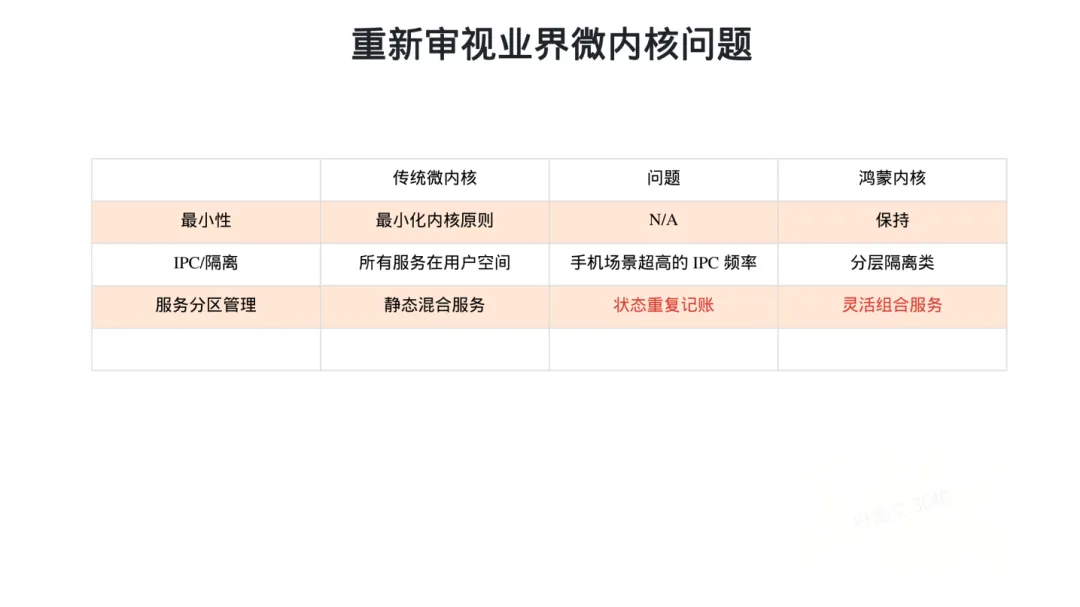 重新审视业界微内核问题
传统微内核 问题 鸿蒙内核
最小性 最小化内核原则 N/A 保持
IPC/隔离 所有服务在用户空间 手机场景超高的 IPC 频率 分层隔离类
服务分区管理 静态混合服务 状态重复记账 灵活组合服务